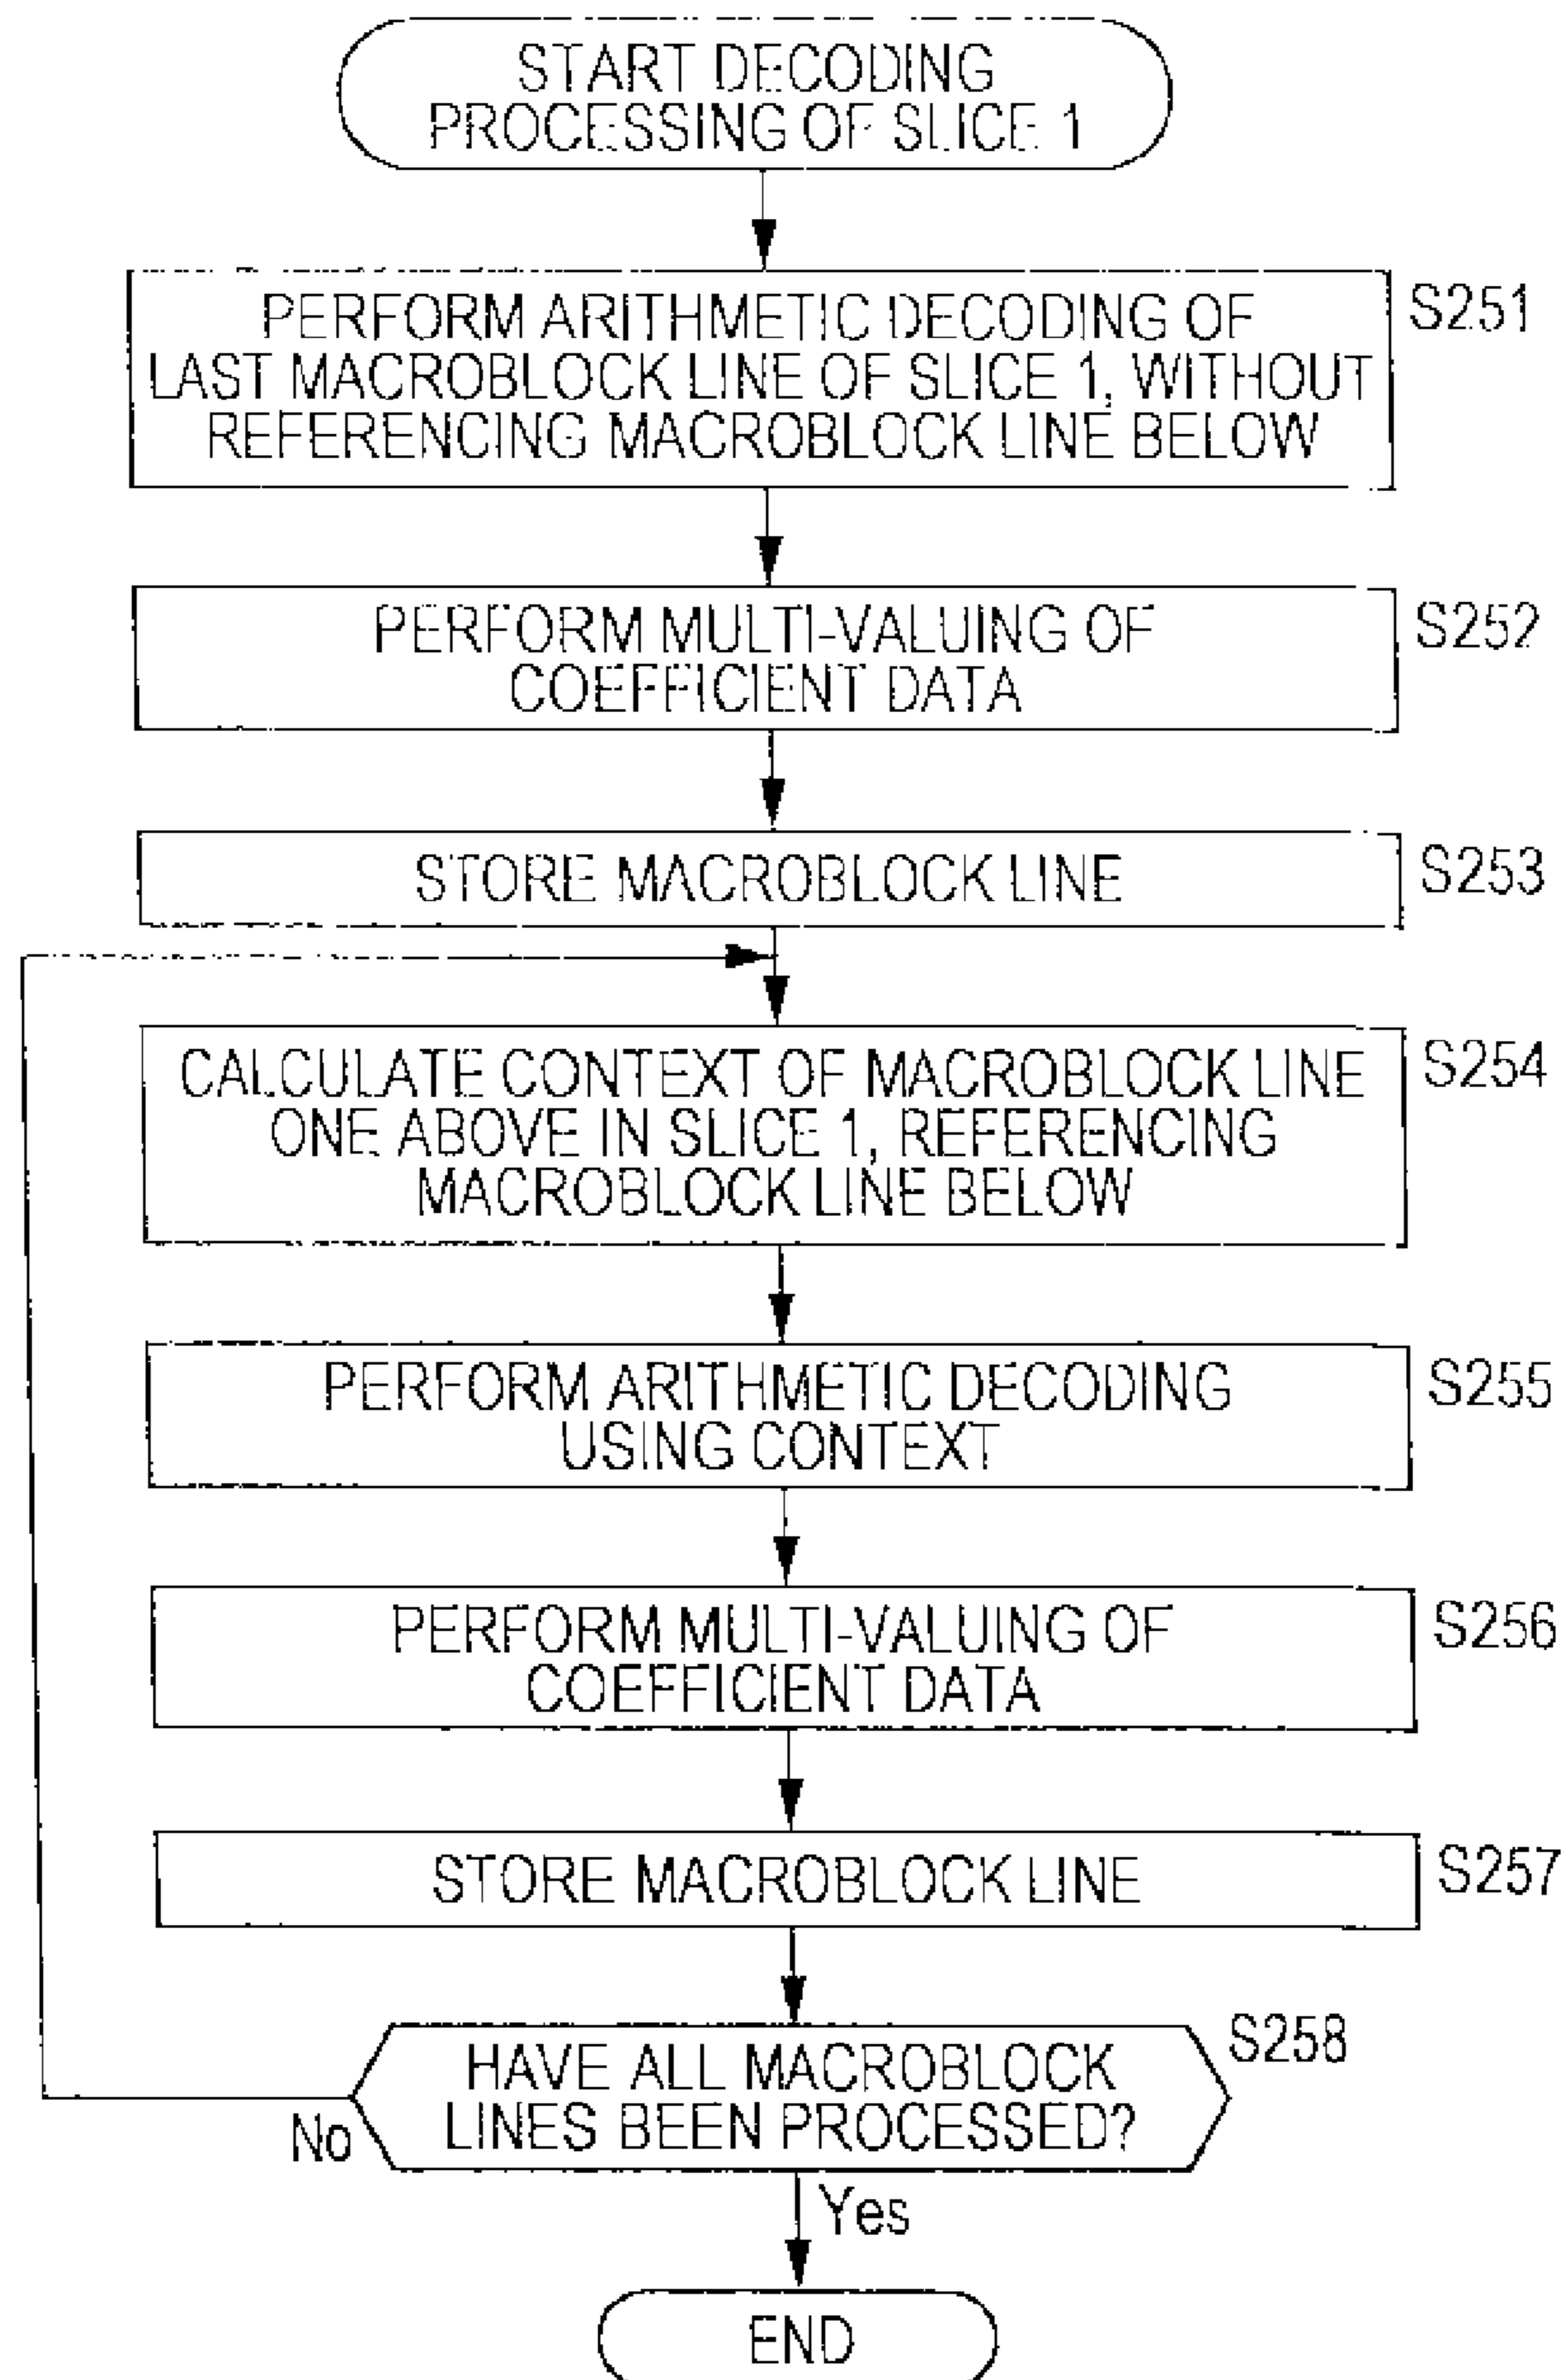 START DECODING
PROCESSING OF SLICE 1
PERFORM ARITHMETIC DECODING OF
LAST MACROBLOCK LINE OF SLICE 1, WITHOUT
REFERENCING MACROBLOCK LINE BELOW
S251
PERFORM MULTI-VALUING OF
COEFFICIENT DATA
S252
STORE MACROBLOCK LINE
S253
CALCULATE CONTEXT OF MACROBLOCK LINE
ONE ABOVE IN SLICE 1, REFERENCING
MACROBLOCK LINE BELOW
S254
PERFORM ARITHMETIC DECODING
USING CONTEXT
S255
PERFORM MULTI-VALUING OF
COEFFICIENT DATA
S256
STORE MACROBLOCK LINE
S257
HAVE ALL MACROBLOCK
LINES BEEN PROCESSED?
S258
No
Yes
END